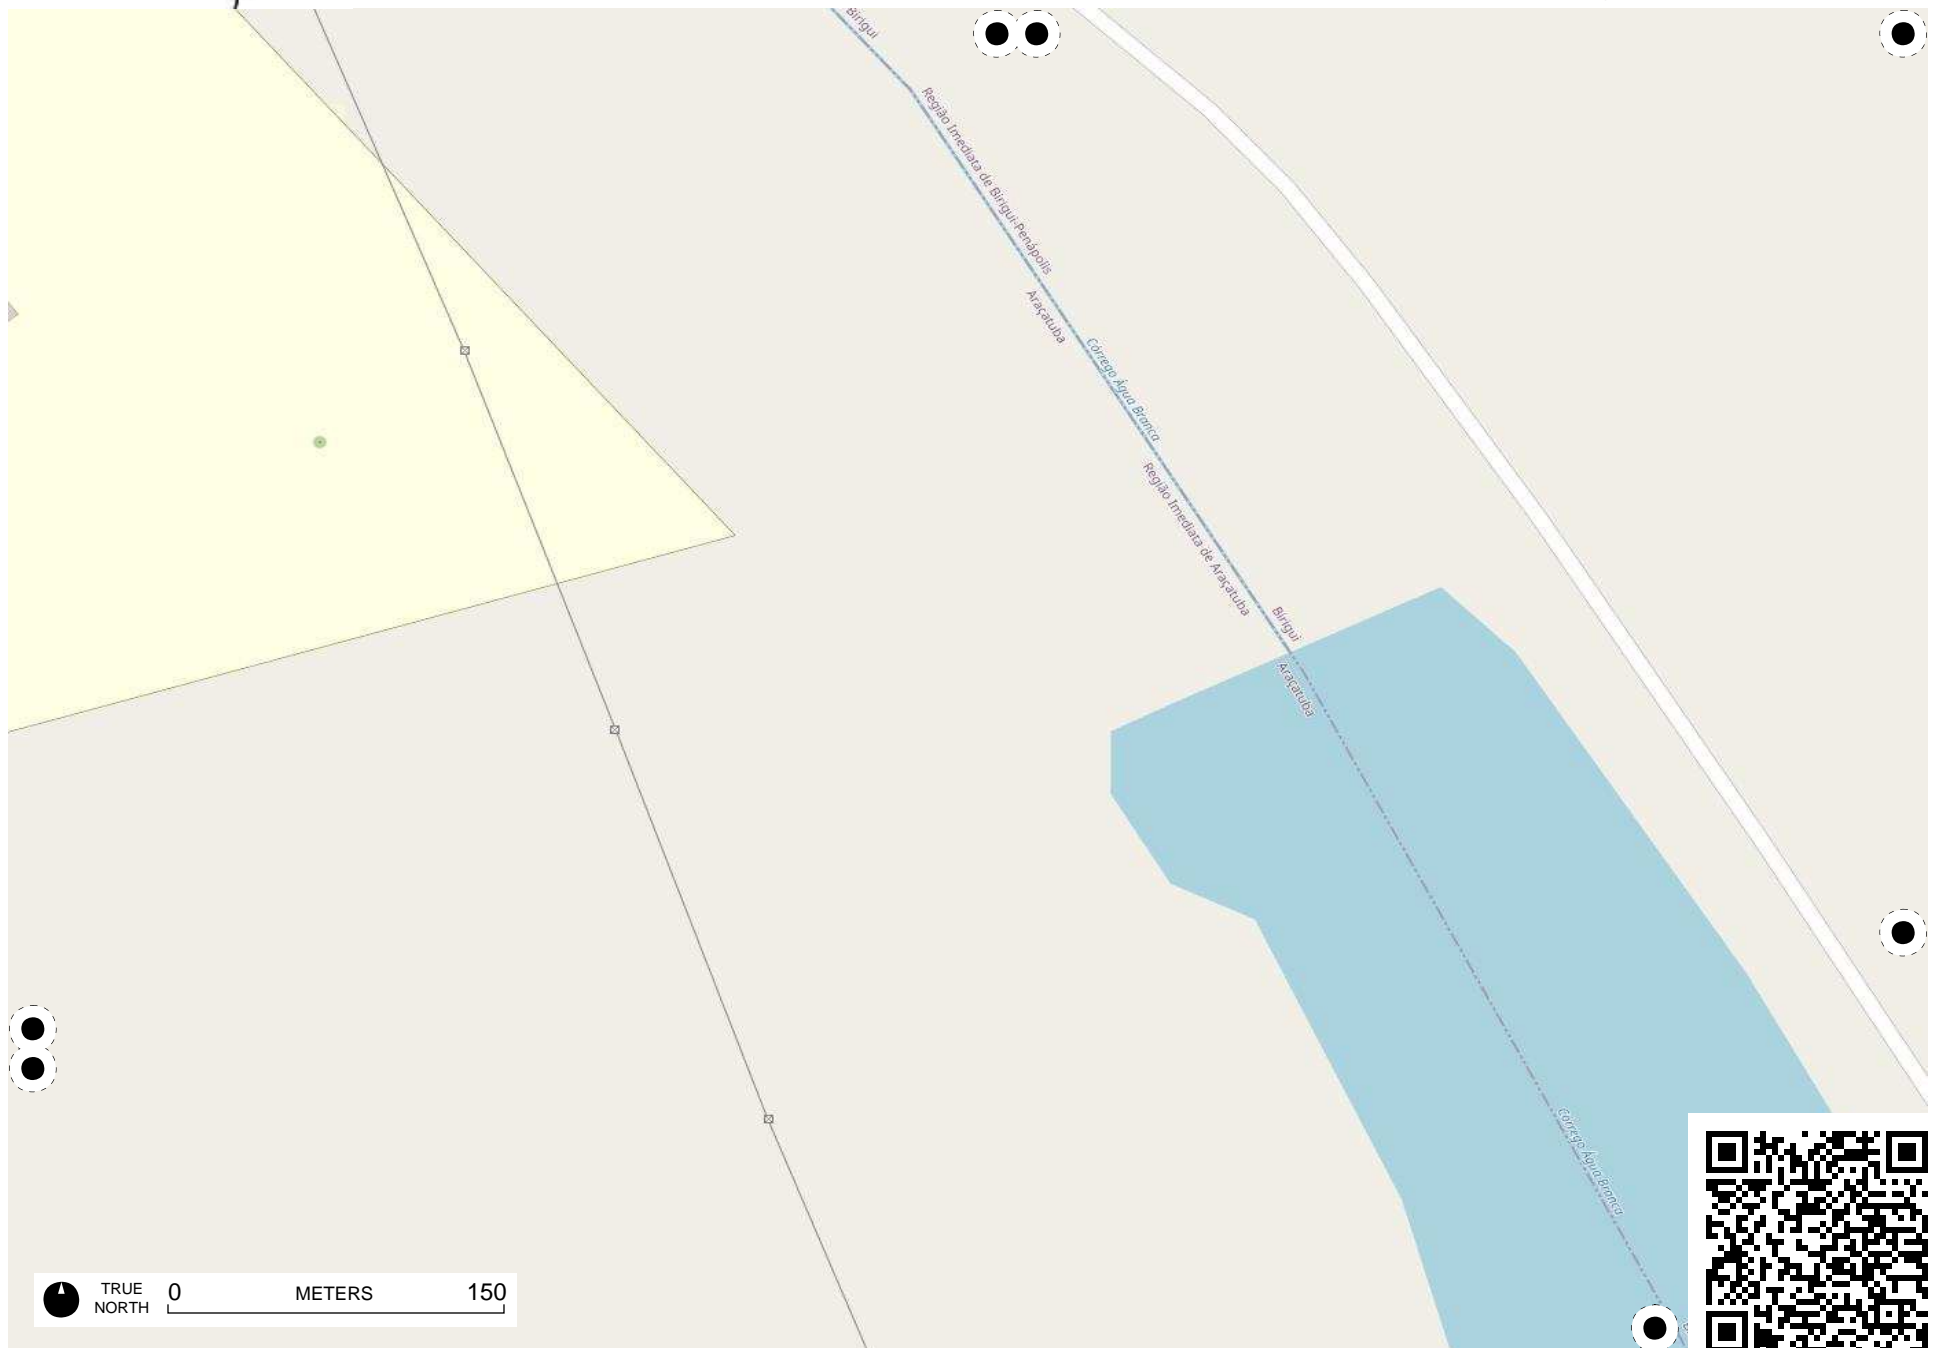 Birigui
Região Imediata de Birigui-Penápolis
Araçatuba
Córrego Água Branca
Região Imediata de Araçatuba
Birigui
Araçatuba
Córrego Água Branca
TRUE NORTH
0 METERS 150